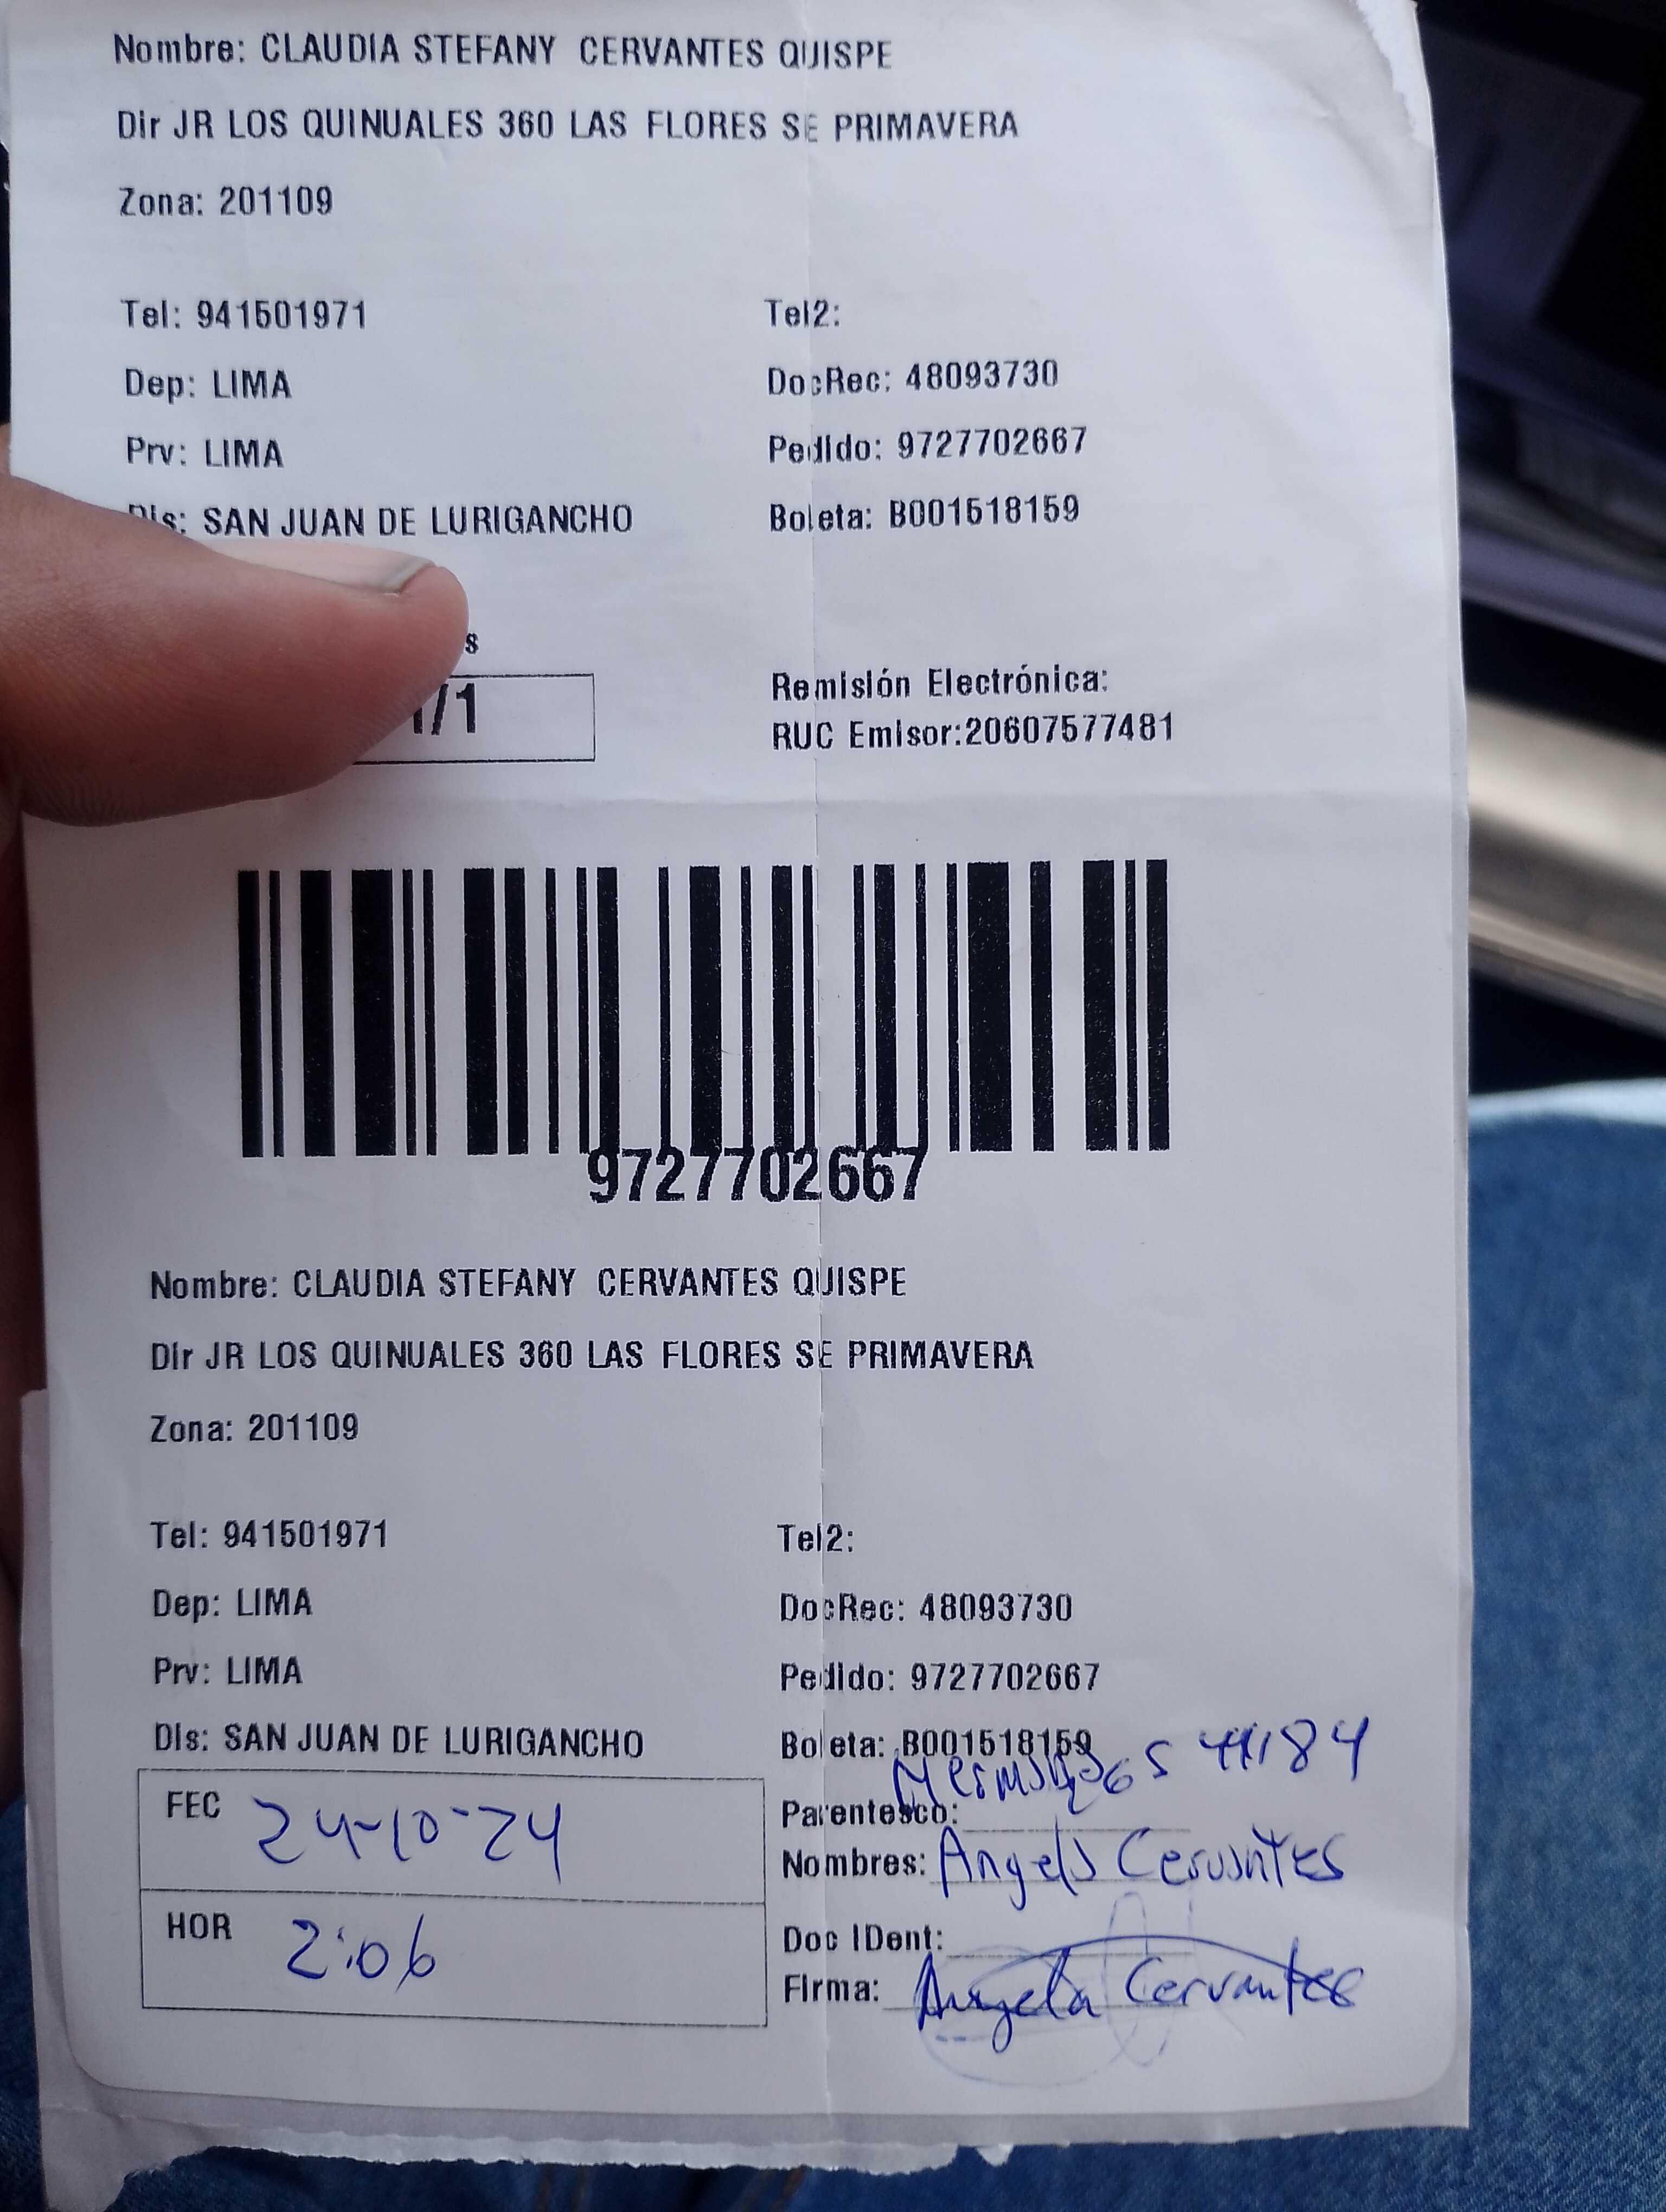 Nombre: CLAUDIA STEFANY CERVANTES QUISPE
Dir JR LOS QUINUALES 360 LAS FLORES SE PRIMAVERA
Zona: 201109
Tel: 941501971 Tel2:
Dep: LIMA DocRec: 48093730
Prv: LIMA Pedido: 9727702667
Dis: SAN JUAN DE LURIGANCHO Boleta: B001518159
1/1
Remisión Electrónica:
RUC Emisor:20607577481
9727702667
Nombre: CLAUDIA STEFANY CERVANTES QUISPE
Dir JR LOS QUINUALES 360 LAS FLORES SE PRIMAVERA
Zona: 201109
Tel: 941501971 Tel2:
Dep: LIMA DocRec: 48093730
Prv: LIMA Pedido: 9727702667
Dis: SAN JUAN DE LURIGANCHO Boleta: B001518159
FEC 24-10-24 Parentesco: Hermana
Nombres: Angela Cervantes
HOR 2:06 Doc IDent:
Firma: Angela Cervantes